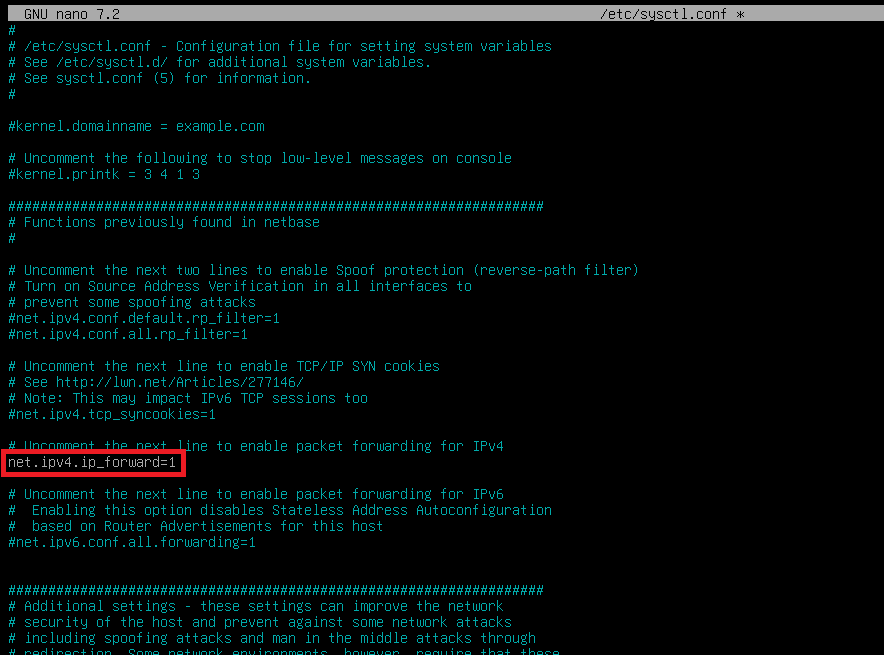 GNU nano 7.2 /etc/sysctl.conf *
#
# /etc/sysctl.conf - Configuration file for setting system variables
# See /etc/sysctl.d/ for additional system variables.
# See sysctl.conf (5) for information.
#
#kernel.domainname = example.com
# Uncomment the following to stop low-level messages on console
#kernel.printk = 3 4 1 3
###################################################################
# Functions previously found in netbase
#
# Uncomment the next two lines to enable Spoof protection (reverse-path filter)
# Turn on Source Address Verification in all interfaces to
# prevent some spoofing attacks
#net.ipv4.conf.default.rp_filter=1
#net.ipv4.conf.all.rp_filter=1
# Uncomment the next line to enable TCP/IP SYN cookies
# See http://lwn.net/Articles/277146/
# Note: This may impact IPv6 TCP sessions too
#net.ipv4.tcp_syncookies=1
# Uncomment the next line to enable packet forwarding for IPv4
net.ipv4.ip_forward=1
# Uncomment the next line to enable packet forwarding for IPv6
#  Enabling this option disables Stateless Address Autoconfiguration
#  based on Router Advertisements for this host
#net.ipv6.conf.all.forwarding=1
###################################################################
# Additional settings - these settings can improve the network
# security of the host and prevent against some network attacks
# including spoofing attacks and man in the middle attacks through
# redirection. Some network environments, however, require that these